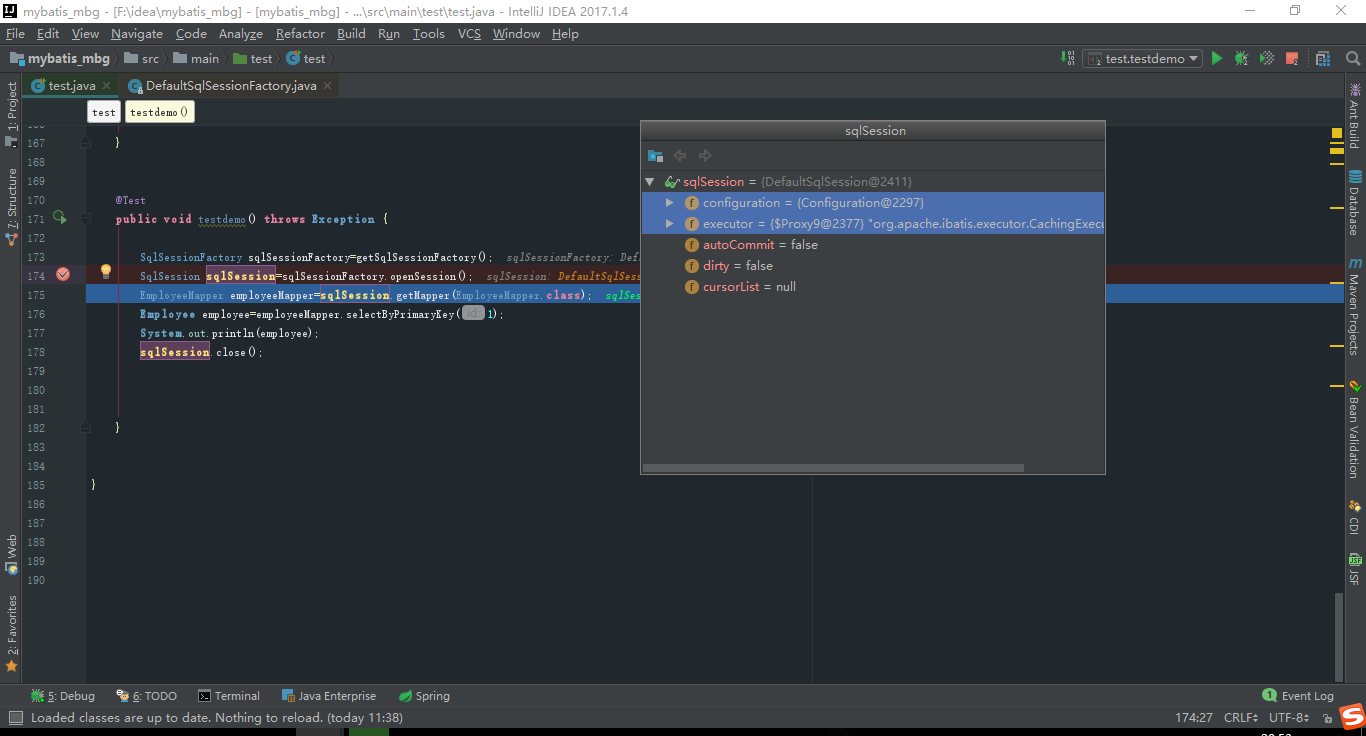 mybatis_mbg - [F:\idea\mybatis_mbg] - [mybatis_mbg] - ...\src\main\test\test.java - IntelliJ IDEA 2017.1.4
File Edit View Navigate Code Analyze Refactor Build Run Tools VCS Window Help
mybatis_mbg src main test test test.testdemo
test.java DefaultSqlSessionFactory.java
test testdemo()
1: Project
7: Structure
Web
2: Favorites
167 }
168
169
170 @Test
171 public void testdemo() throws Exception {
172
173 SqlSessionFactory sqlSessionFactory=getSqlSessionFactory(); sqlSessionFactory: Def
174 SqlSession sqlSession=sqlSessionFactory.openSession(); sqlSession: DefaultSqlSess
175 EmployeeMapper employeeMapper=sqlSession.getMapper(EmployeeMapper.class); sqlSes
176 Employee employee=employeeMapper.selectByPrimaryKey( id: 1);
177 System.out.println(employee);
178 sqlSession.close();
179
180
181
182 }
183
184
185 }
186
187
188
189
190
sqlSession
sqlSession = {DefaultSqlSession@2411}
configuration = {Configuration@2297}
executor = {$Proxy9@2377} "org.apache.ibatis.executor.CachingExecu
autoCommit = false
dirty = false
cursorList = null
Ant Build
Database
Maven Projects
Bean Validation
CDI
JSF
5: Debug 6: TODO Terminal Java Enterprise Spring 1 Event Log
Loaded classes are up to date. Nothing to reload. (today 11:38) 174:27 CRLF UTF-8